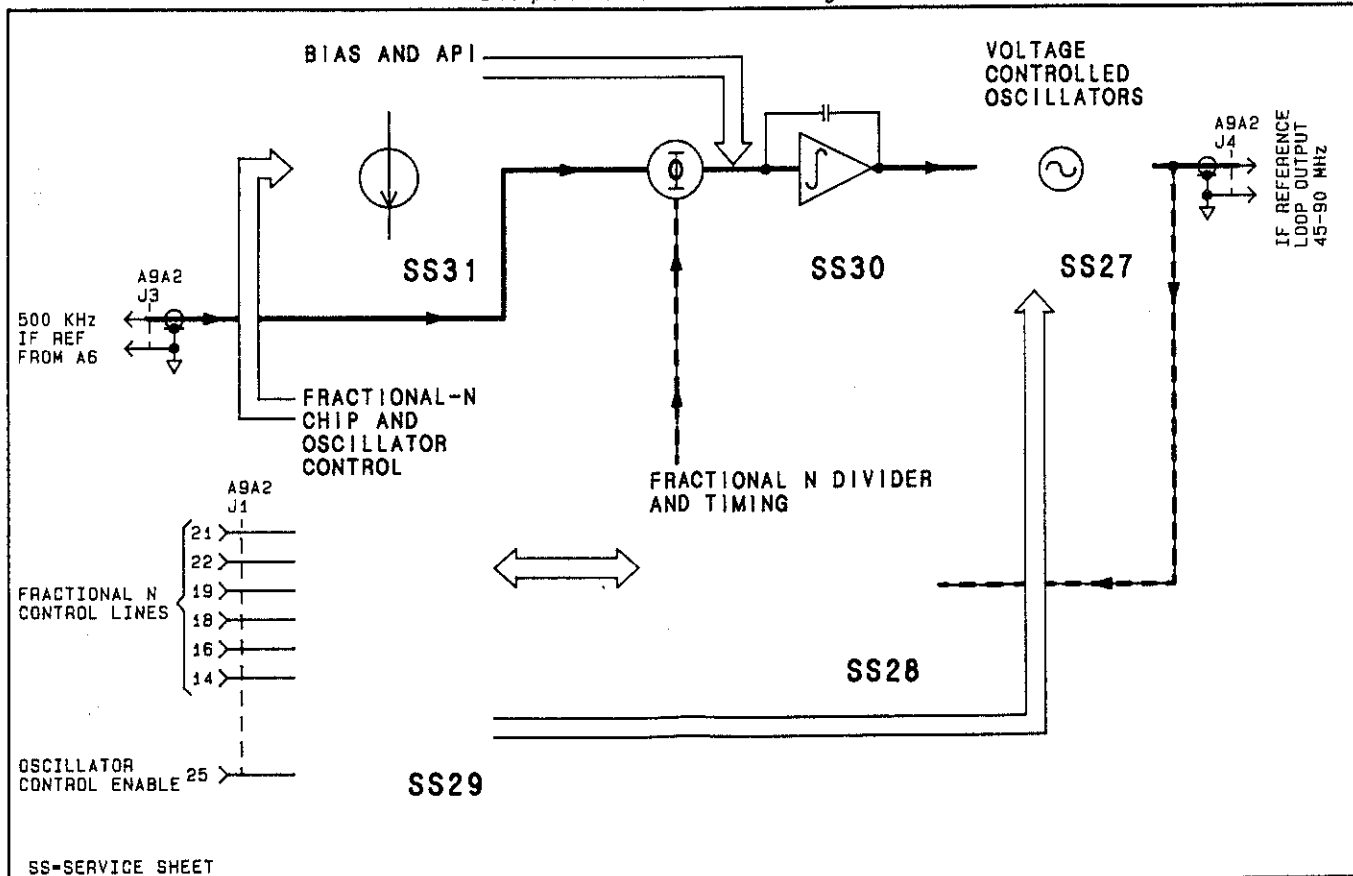 BIAS AND API
VOLTAGE
CONTROLLED
OSCILLATORS
A9A2
J4
IF REFERENCE
LOOP OUTPUT
45-90 MHz
Φ
∫
SS31
SS30
SS27
A9A2
J3
500 KHz
IF REF
FROM A6
FRACTIONAL-N
CHIP AND
OSCILLATOR
CONTROL
FRACTIONAL N DIVIDER
AND TIMING
A9A2
J1
21
22
19
18
16
14
FRACTIONAL N
CONTROL LINES
SS28
OSCILLATOR
CONTROL ENABLE
25
SS29
SS=SERVICE SHEET